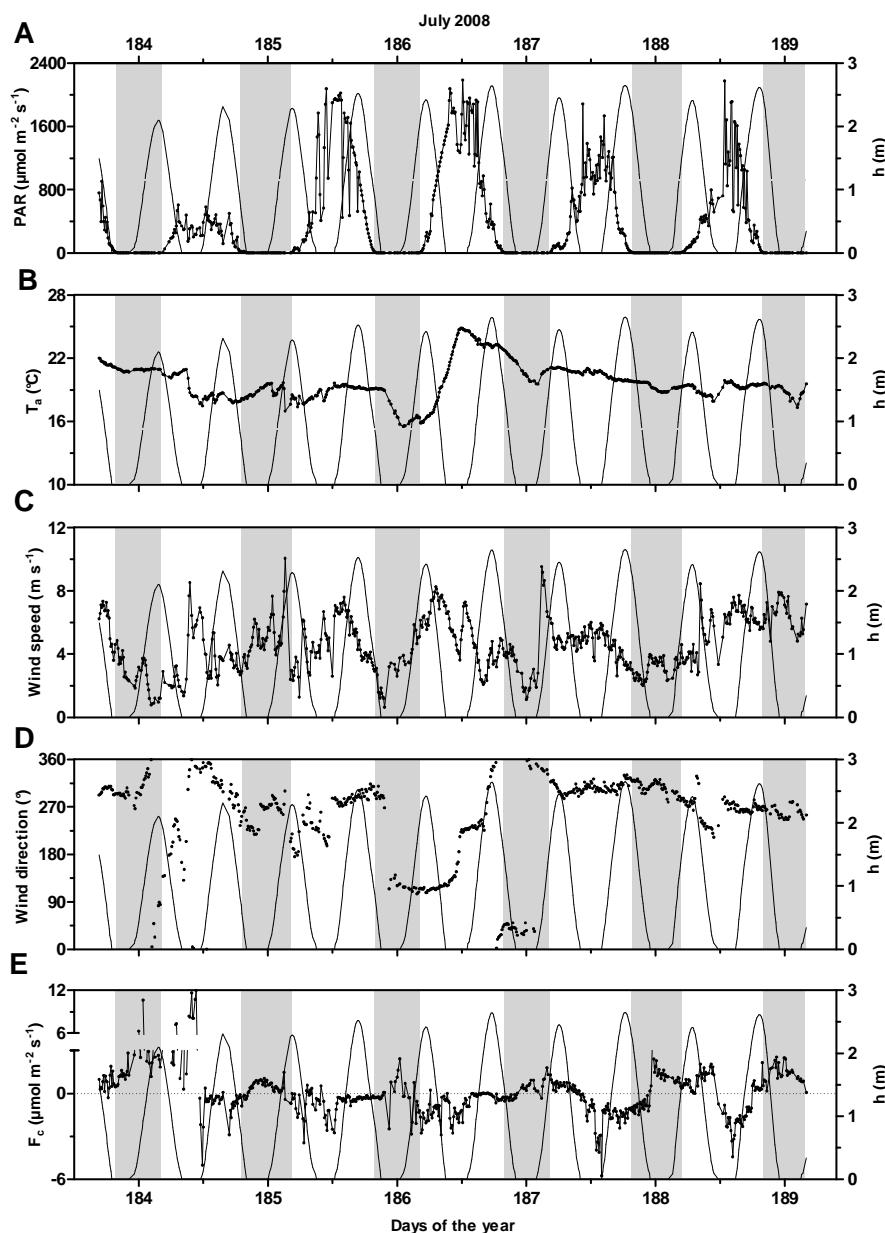 July 2008
A
184 185 186 187 188 189
2400 3
1600 2
800 1
0 0
PAR (µmol m⁻² s⁻¹)
h (m)
B
28 3
22 2
16 1
10 0
Tₐ (°C)
h (m)
C
12 3
8 2
4 1
0 0
Wind speed (m s⁻¹)
h (m)
D
360 3
270 2
180
90 1
0 0
Wind direction (°)
h (m)
E
12 3
6
2
0
1
-6 0
F꜀ (µmol m⁻² s⁻¹)
h (m)
184 185 186 187 188 189
Days of the year